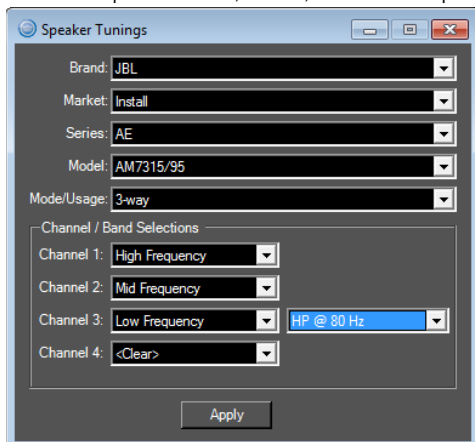 Speaker Tunings
Brand: JBL
Market: Install
Series: AE
Model: AM7315/95
Mode/Usage: 3-way
Channel / Band Selections
Channel 1: High Frequency
Channel 2: Mid Frequency
Channel 3: Low Frequency HP @ 80 Hz
Channel 4: <Clear>
Apply